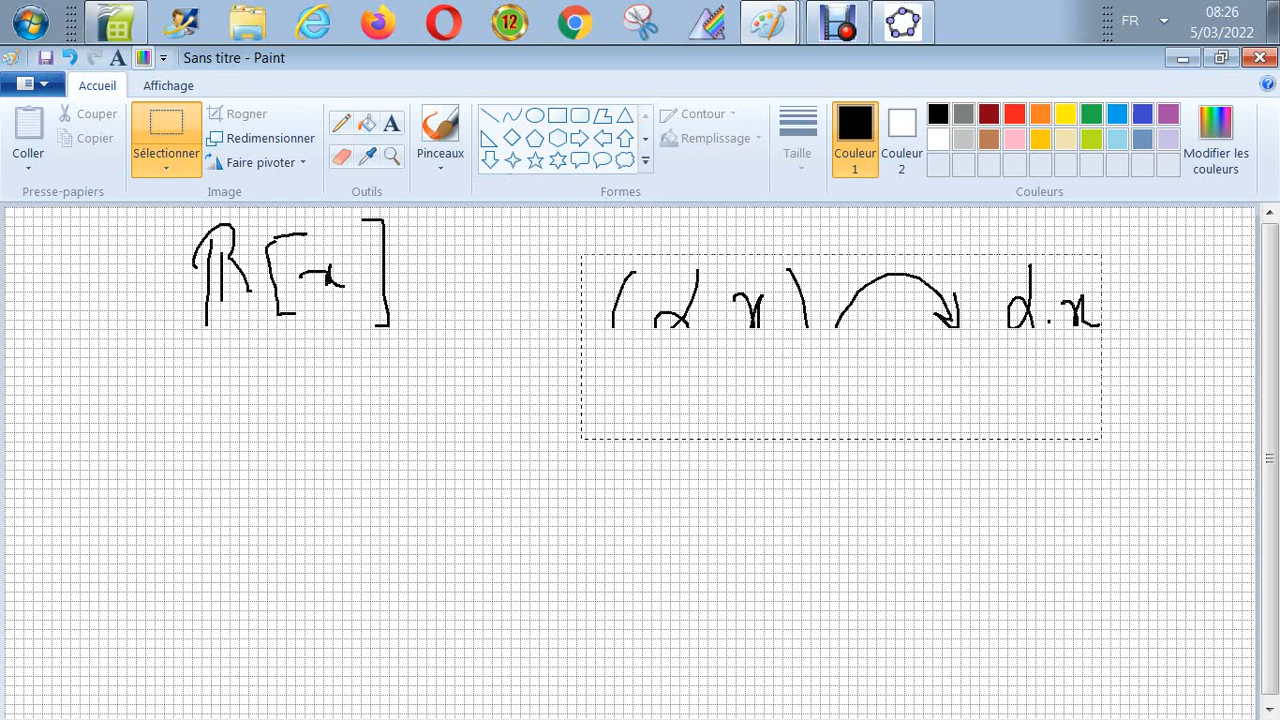 12
FR
08:26
5/03/2022
Sans titre - Paint
Accueil
Affichage
Coller
Couper
Copier
Presse-papiers
Sélectionner
Rogner
Redimensionner
Faire pivoter
Image
A
Outils
Pinceaux
Contour
Remplissage
Formes
Taille
Couleur 1
Couleur 2
Modifier les couleurs
Couleurs
ℝ[x]
(α x) ↷ α.x